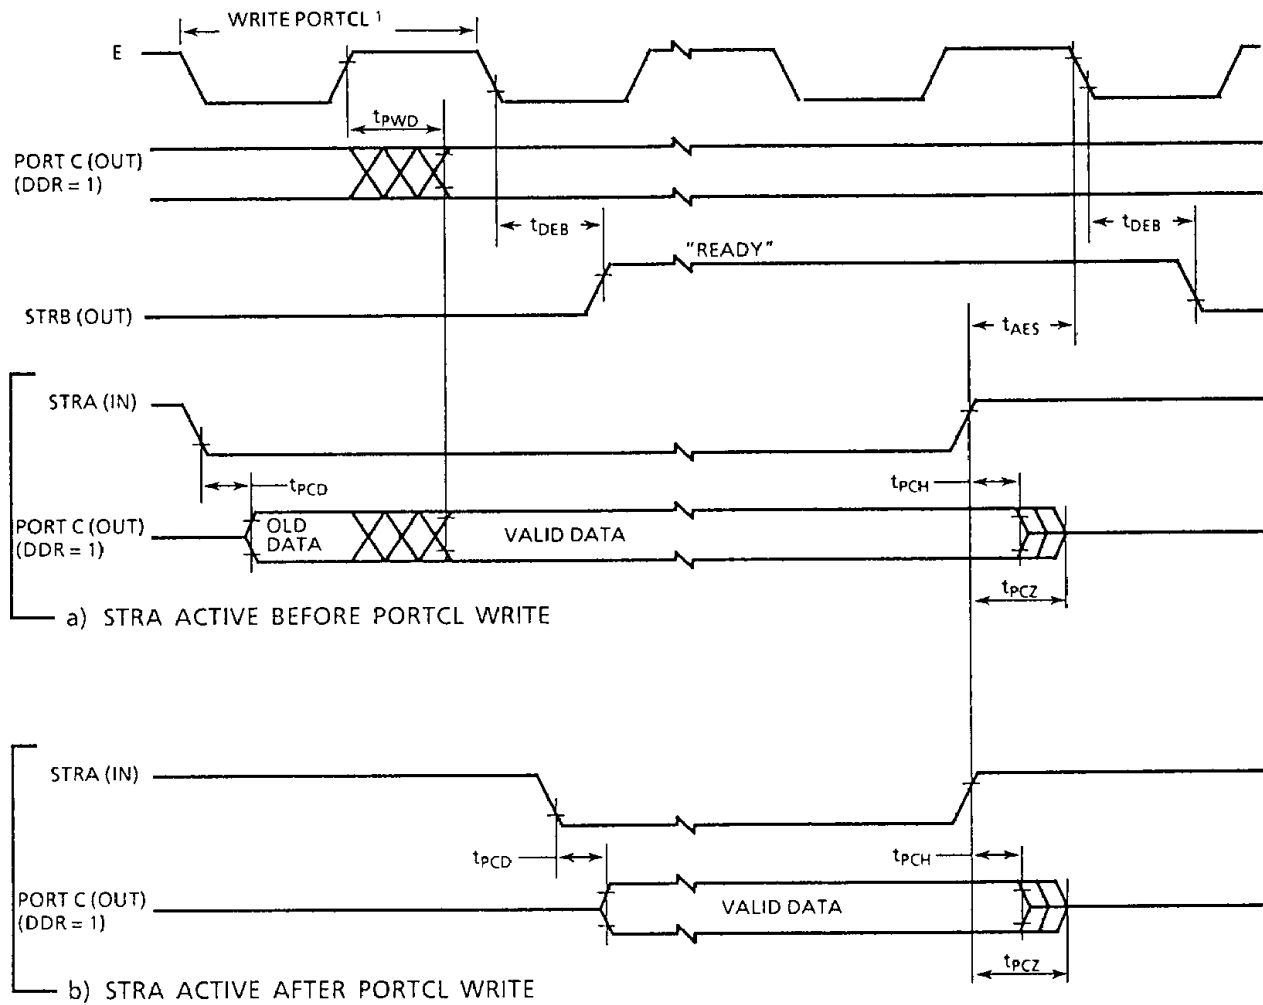 WRITE PORTCL 1
E
tPWD
PORT C (OUT)
(DDR = 1)
tDEB
tDEB
"READY"
STRB (OUT)
tAES
STRA (IN)
tPCD
tPCH
PORT C (OUT)
(DDR = 1)
OLD
DATA
VALID DATA
tPCZ
a) STRA ACTIVE BEFORE PORTCL WRITE
STRA (IN)
tPCD
tPCH
PORT C (OUT)
(DDR = 1)
VALID DATA
tPCZ
b) STRA ACTIVE AFTER PORTCL WRITE